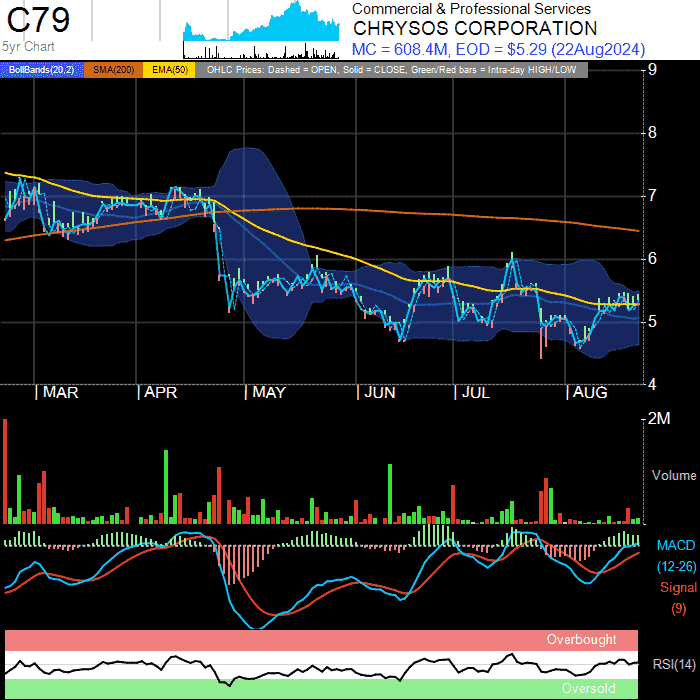 C79
5yr Chart
Commercial & Professional Services
CHRYSOS CORPORATION
MC = 608.4M, EOD = $5.29 (22Aug2024)
BollBands(20,2) SMA(200) EMA(50) OHLC Prices: Dashed = OPEN, Solid = CLOSE, Green/Red bars = Intra-day HIGH/LOW
9
8
7
6
5
4
| MAR | APR | MAY | JUN | JUL | AUG
2M
Volume
MACD
(12-26)
Signal
(9)
Overbought
RSI(14)
Oversold